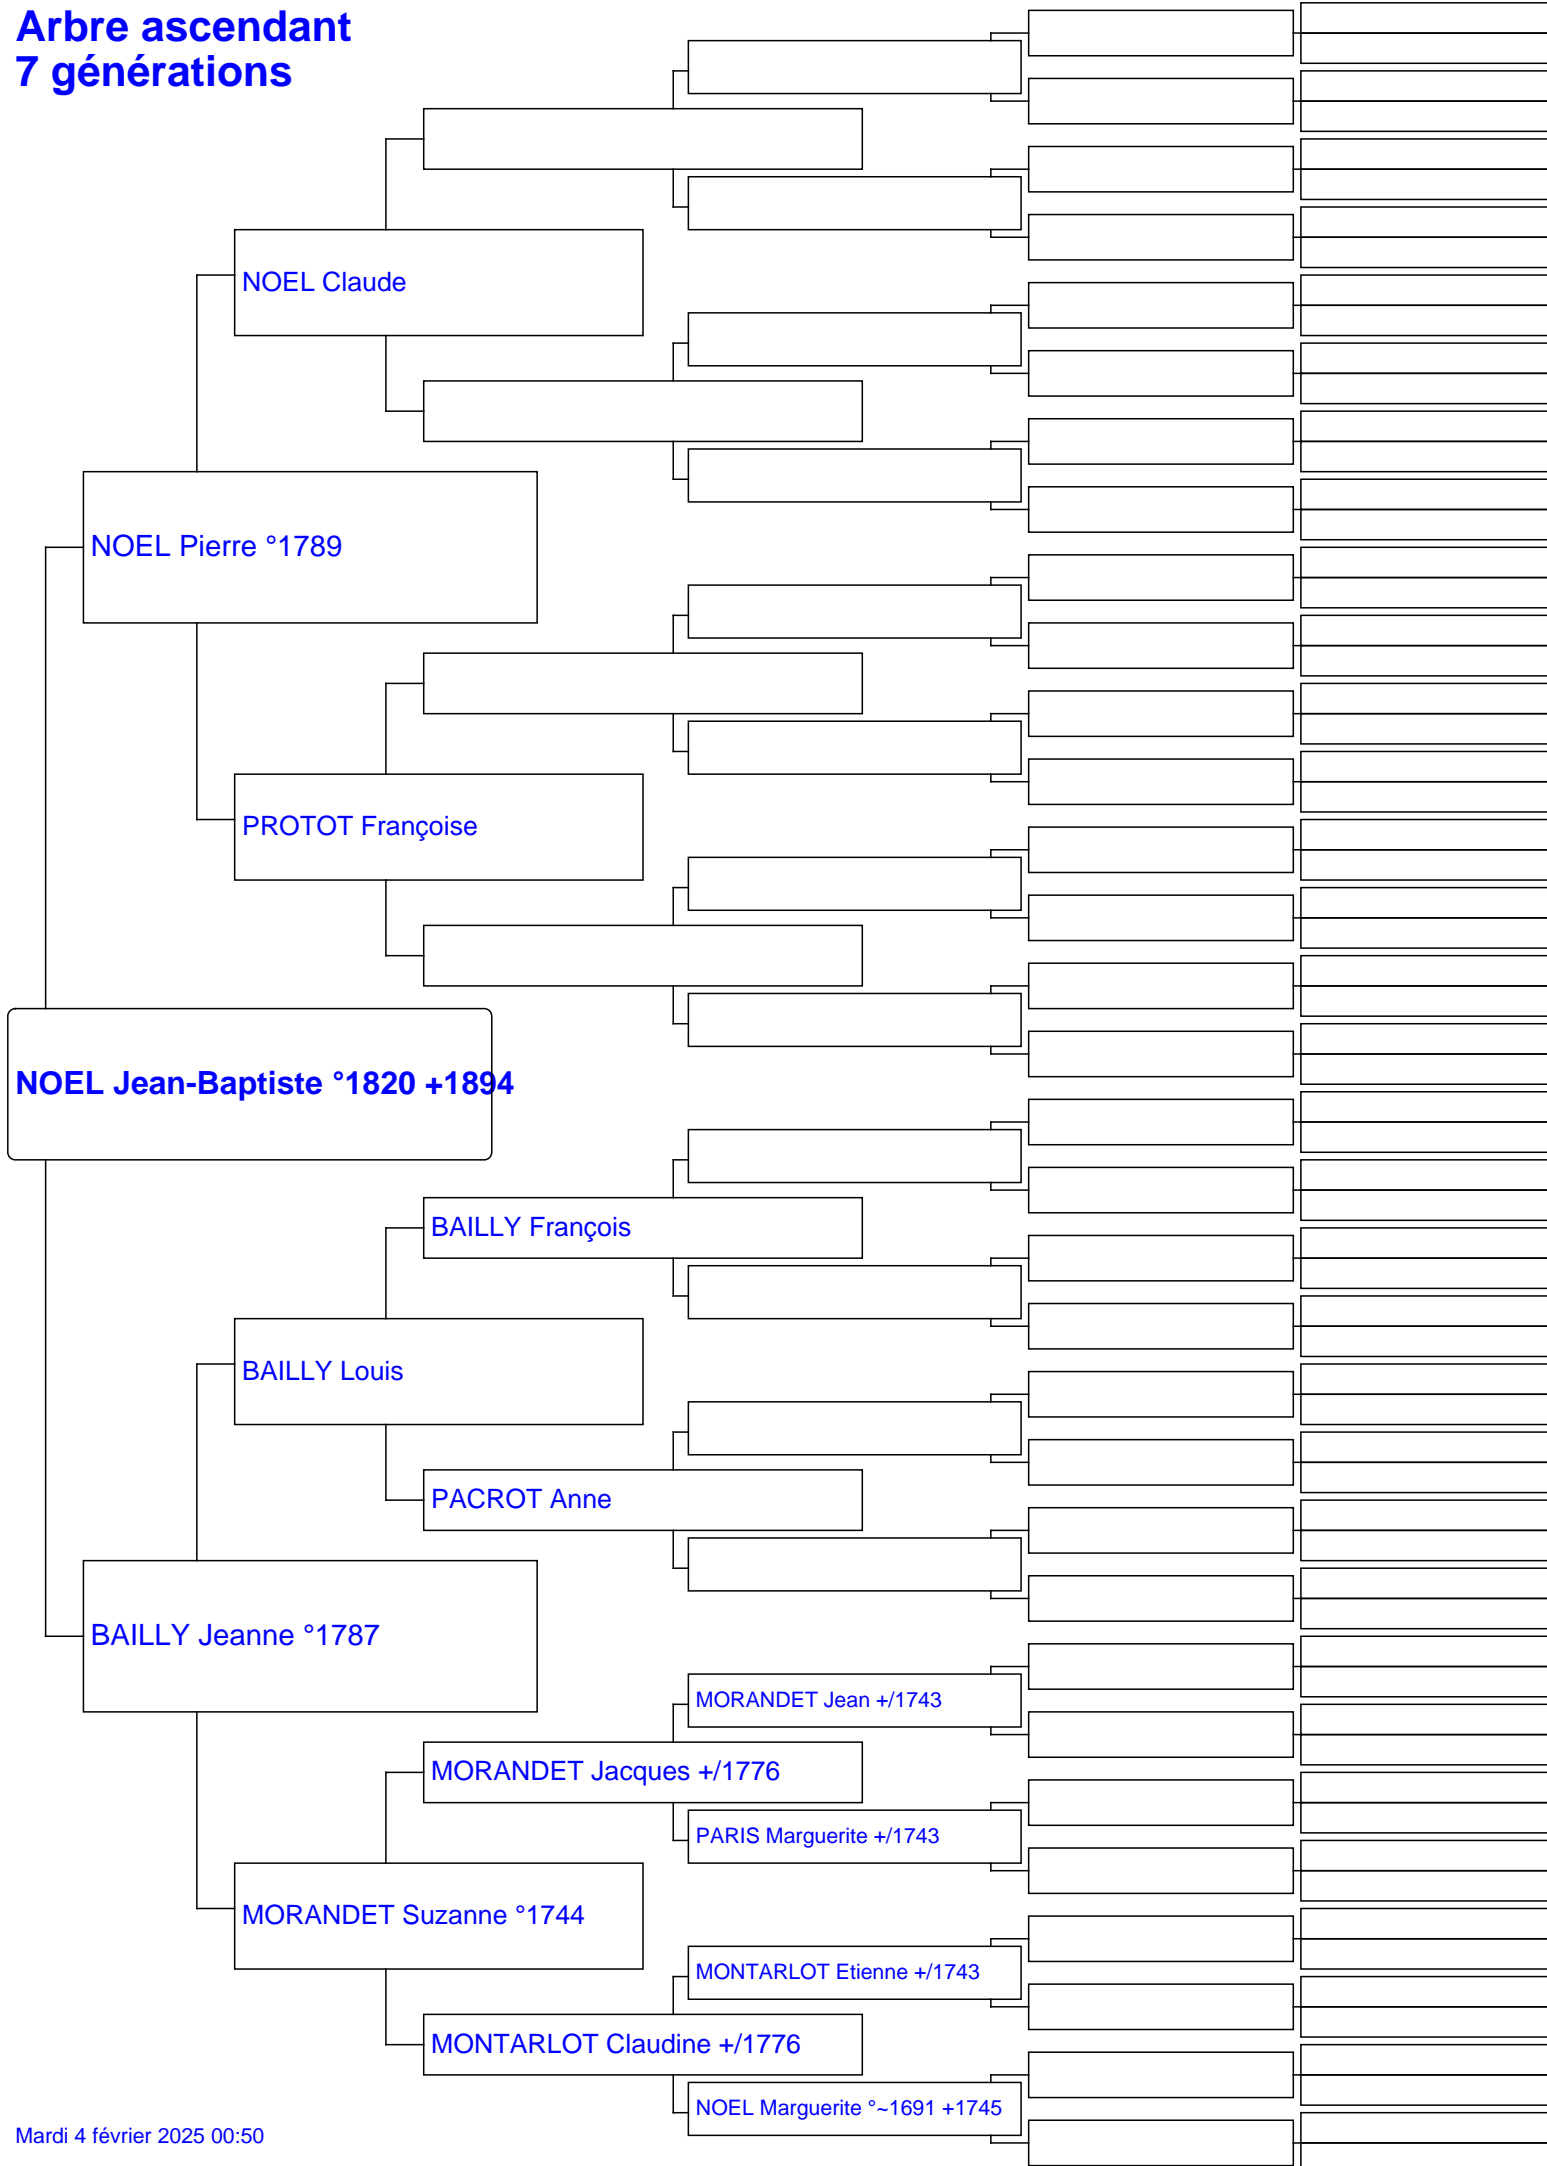 Arbre ascendant
7 générations
NOEL Claude
NOEL Pierre °1789
PROTOT Françoise
NOEL Jean-Baptiste °1820 +1894
BAILLY François
BAILLY Louis
PACROT Anne
BAILLY Jeanne °1787
MORANDET Jean +/1743
MORANDET Jacques +/1776
PARIS Marguerite +/1743
MORANDET Suzanne °1744
MONTARLOT Etienne +/1743
MONTARLOT Claudine +/1776
NOEL Marguerite °~1691 +1745
Mardi 4 février 2025 00:50